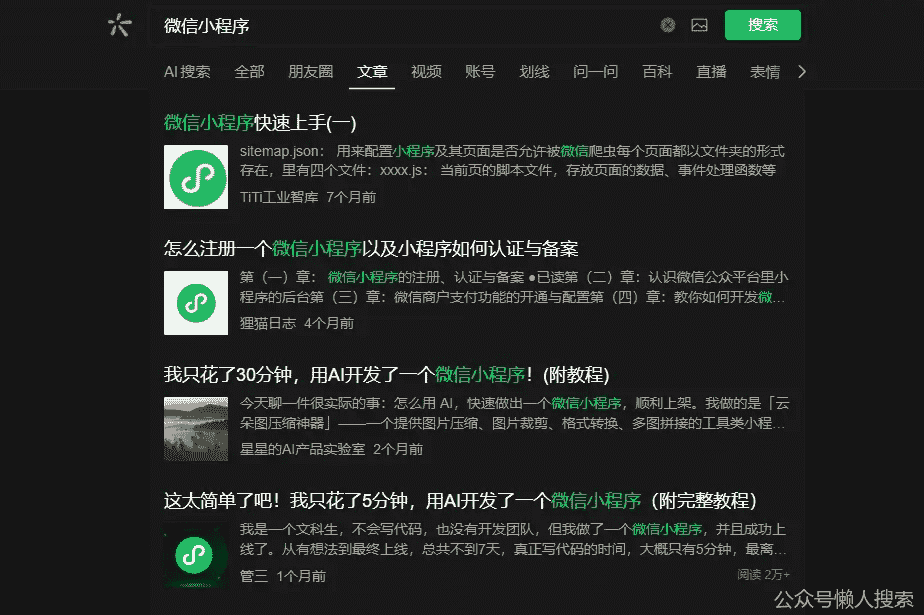 微信小程序
搜索
AI搜索 全部 朋友圈 文章 视频 账号 划线 问一问 百科 直播 表情
微信小程序快速上手(一)
sitemap.json： 用来配置小程序及其页面是否允许被微信爬虫每个页面都以文件夹的形式
存在，里有四个文件：xxxx.js： 当前页的脚本文件，存放页面的数据、事件处理函数等
TiTi工业智库 7个月前
怎么注册一个微信小程序以及小程序如何认证与备案
第（一）章： 微信小程序的注册、认证与备案 ●已读第（二）章：认识微信公众平台里小
程序的后台第（三）章：微信商户支付功能的开通与配置第（四）章：教你如何开发微...
狸猫日志 4个月前
我只花了30分钟，用AI开发了一个微信小程序！(附教程)
今天聊一件很实际的事：怎么用 AI，快速做出一个微信小程序，顺利上架。我做的是「云
朵图压缩神器」——一个提供图片压缩、图片裁剪、格式转换、多图拼接的工具类小程...
星星的AI产品实验室 2个月前
这太简单了吧！我只花了5分钟，用AI开发了一个微信小程序（附完整教程）
我是一个文科生，不会写代码，也没有开发团队，但我做了一个微信小程序，并且成功上
线了。从有想法到最终上线，总共不到7天，真正写代码的时间，大概只有5分钟，最离...
管三 1个月前
阅读 2万+
公众号懒人搜索